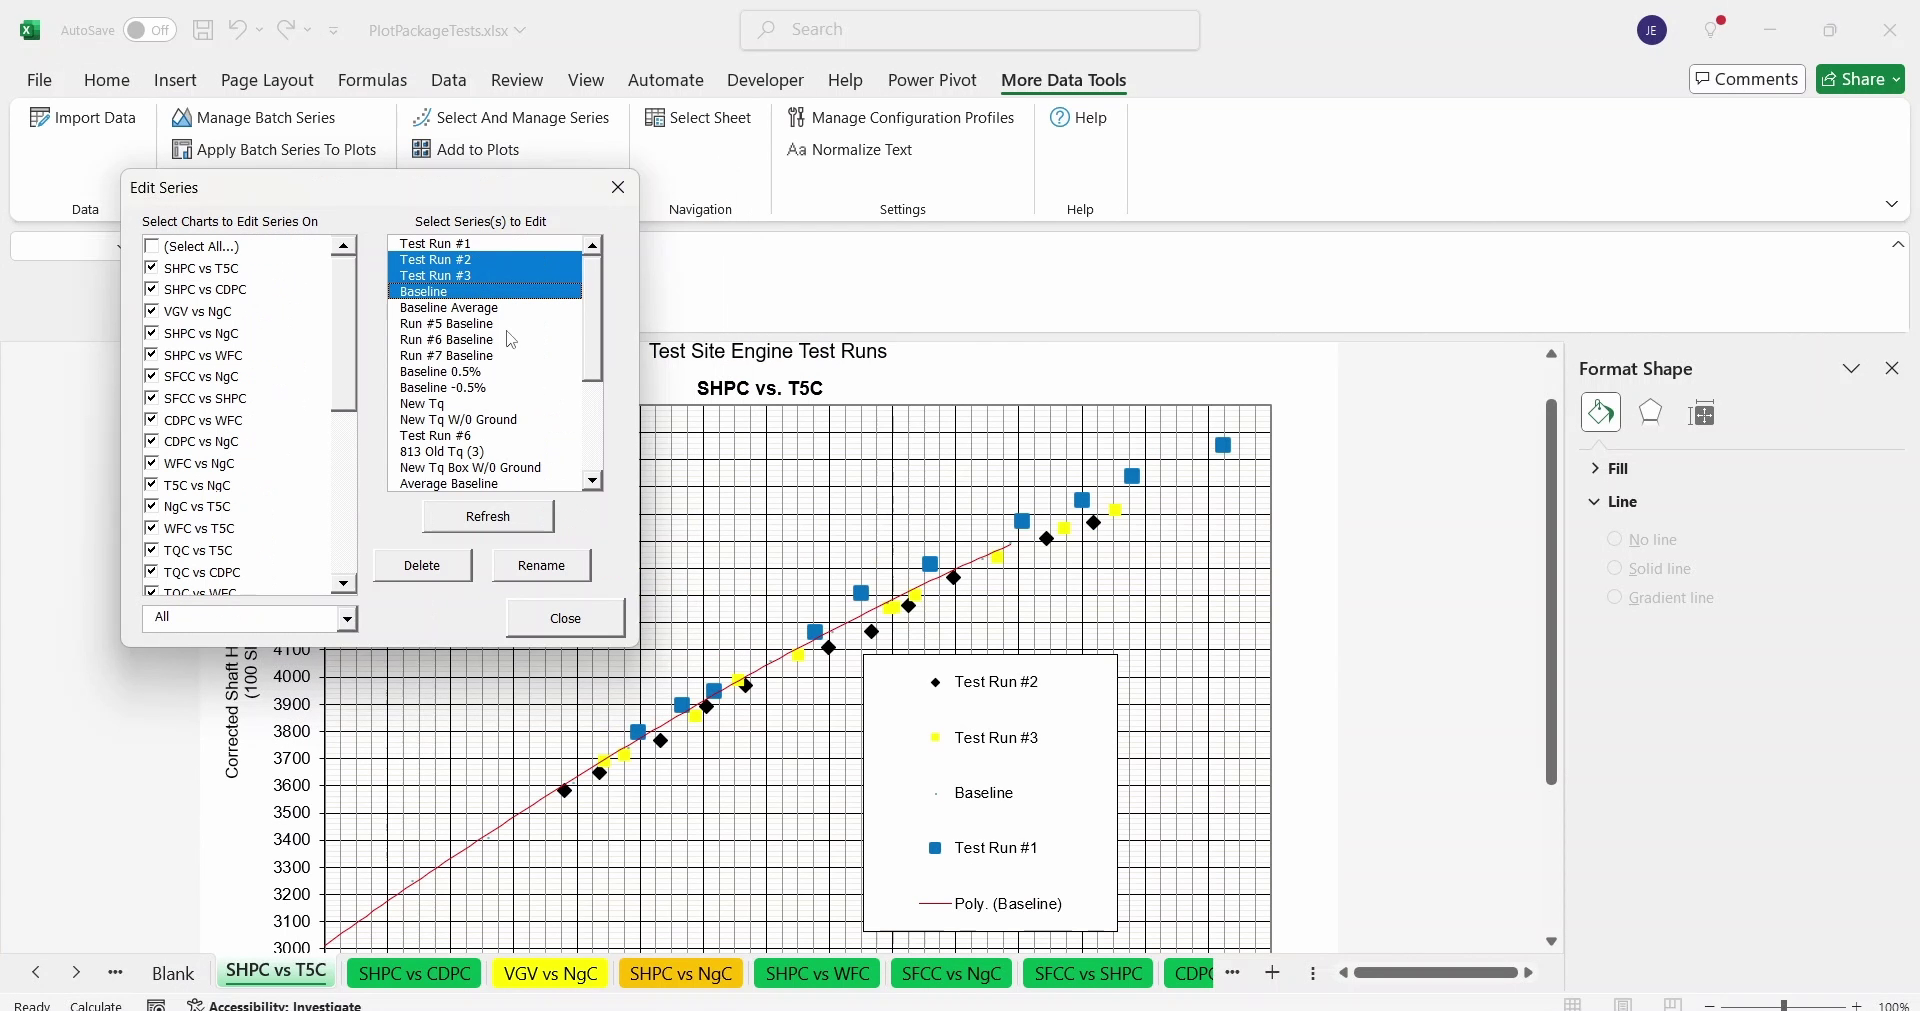 AutoSave Off PlotPackageTests.xlsx Search JE
File Home Insert Page Layout Formulas Data Review View Automate Developer Help Power Pivot More Data Tools Comments Share
Import Data Manage Batch Series Select And Manage Series Select Sheet Manage Configuration Profiles Help
Apply Batch Series To Plots Add to Plots Aa Normalize Text
Data Navigation Settings Help
Edit Series
Select Charts to Edit Series On
(Select All...)
SHPC vs T5C
SHPC vs CDPC
VGV vs NgC
SHPC vs NgC
SHPC vs WFC
SFCC vs NgC
SFCC vs SHPC
CDPC vs WFC
CDPC vs NgC
WFC vs NgC
T5C vs NgC
NgC vs T5C
WFC vs T5C
TQC vs T5C
TQC vs CDPC
TQC vs WFC
All
Select Series(s) to Edit
Test Run #1
Test Run #2
Test Run #3
Baseline
Baseline Average
Run #5 Baseline
Run #6 Baseline
Run #7 Baseline
Baseline 0.5%
Baseline -0.5%
New Tq
New Tq W/0 Ground
Test Run #6
813 Old Tq (3)
New Tq Box W/0 Ground
Average Baseline
Refresh
Delete Rename
Close
Test Site Engine Test Runs
SHPC vs. T5C
Corrected Shaft H
4100
4000
3900
3800
3700
3600
3500
3400
3300
3200
3100
3000
Test Run #2
Test Run #3
Baseline
Test Run #1
Poly. (Baseline)
Format Shape
Fill
Line
No line
Solid line
Gradient line
Blank SHPC vs T5C SHPC vs CDPC VGV vs NgC SHPC vs NgC SHPC vs WFC SFCC vs NgC SFCC vs SHPC CDPC
Ready Calculate Accessibility: Investigate 100%